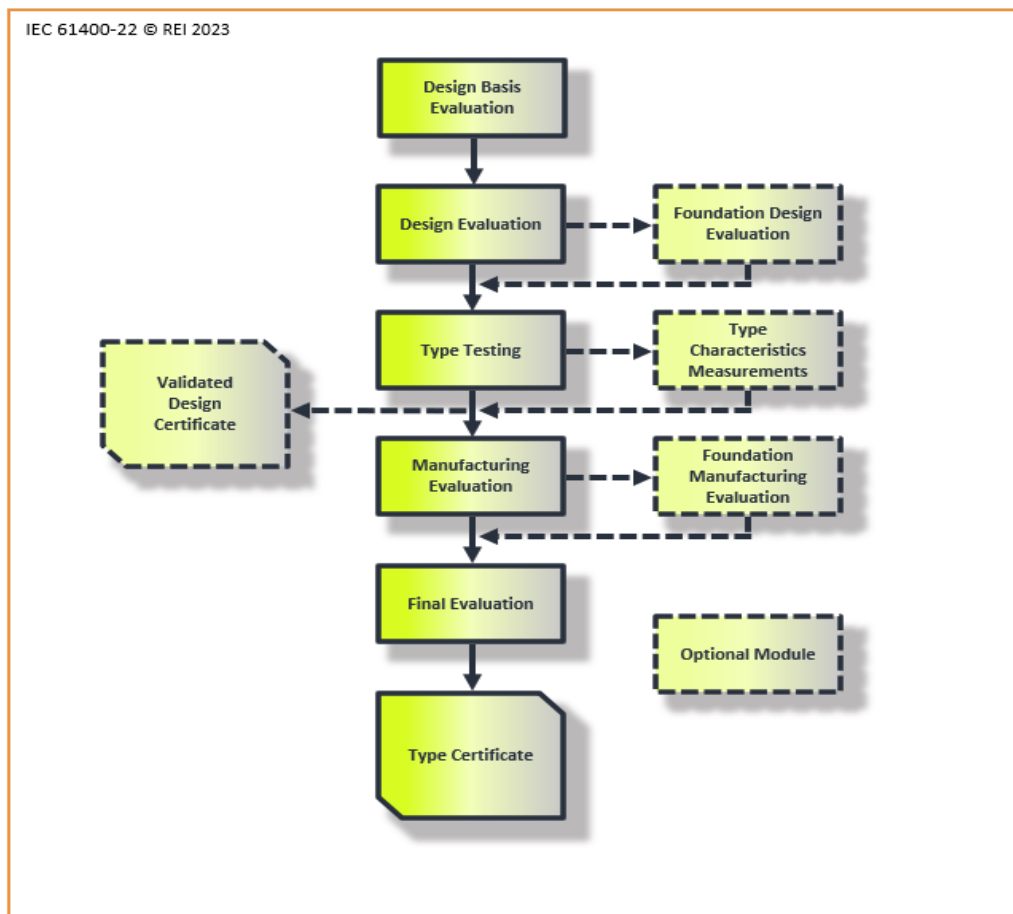 IEC 61400-22 © REI 2023
Design Basis
Evaluation
Design Evaluation
Foundation Design
Evaluation
Type Testing
Type
Characteristics
Measurements
Validated
Design
Certificate
Manufacturing
Evaluation
Foundation
Manufacturing
Evaluation
Final Evaluation
Optional Module
Type Certificate